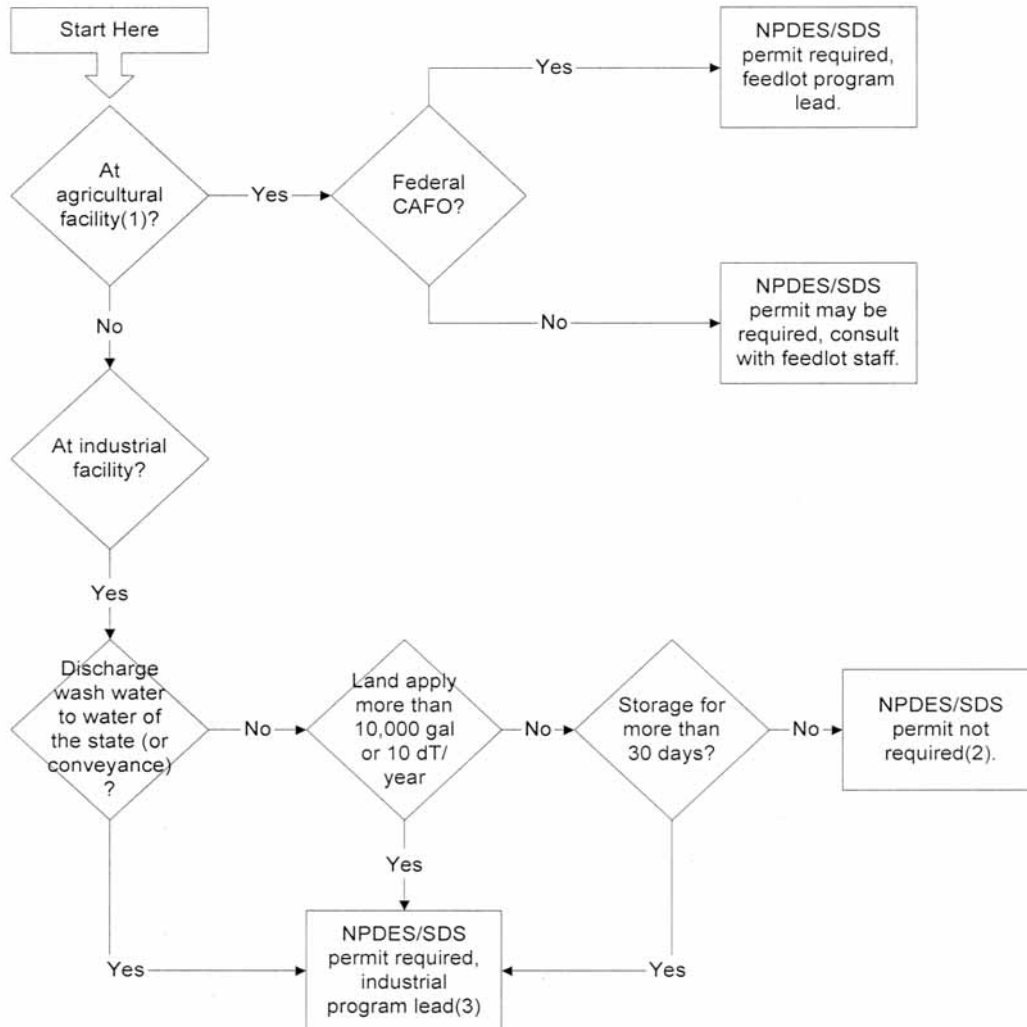 Start Here
NPDES/SDS
permit required,
feedlot program
lead.
Yes
At
agricultural
facility(1)?
Yes
Federal
CAFO?
No
No
NPDES/SDS
permit may be
required, consult
with feedlot staff.
At industrial
facility?
Yes
Discharge
wash water
to water of
the state (or
conveyance)
?
No
Land apply
more than
10,000 gal
or 10 dT/
year
No
Storage for
more than
30 days?
No
NPDES/SDS
permit not
required(2).
Yes
Yes
NPDES/SDS
permit required,
industrial
program lead(3)
Yes